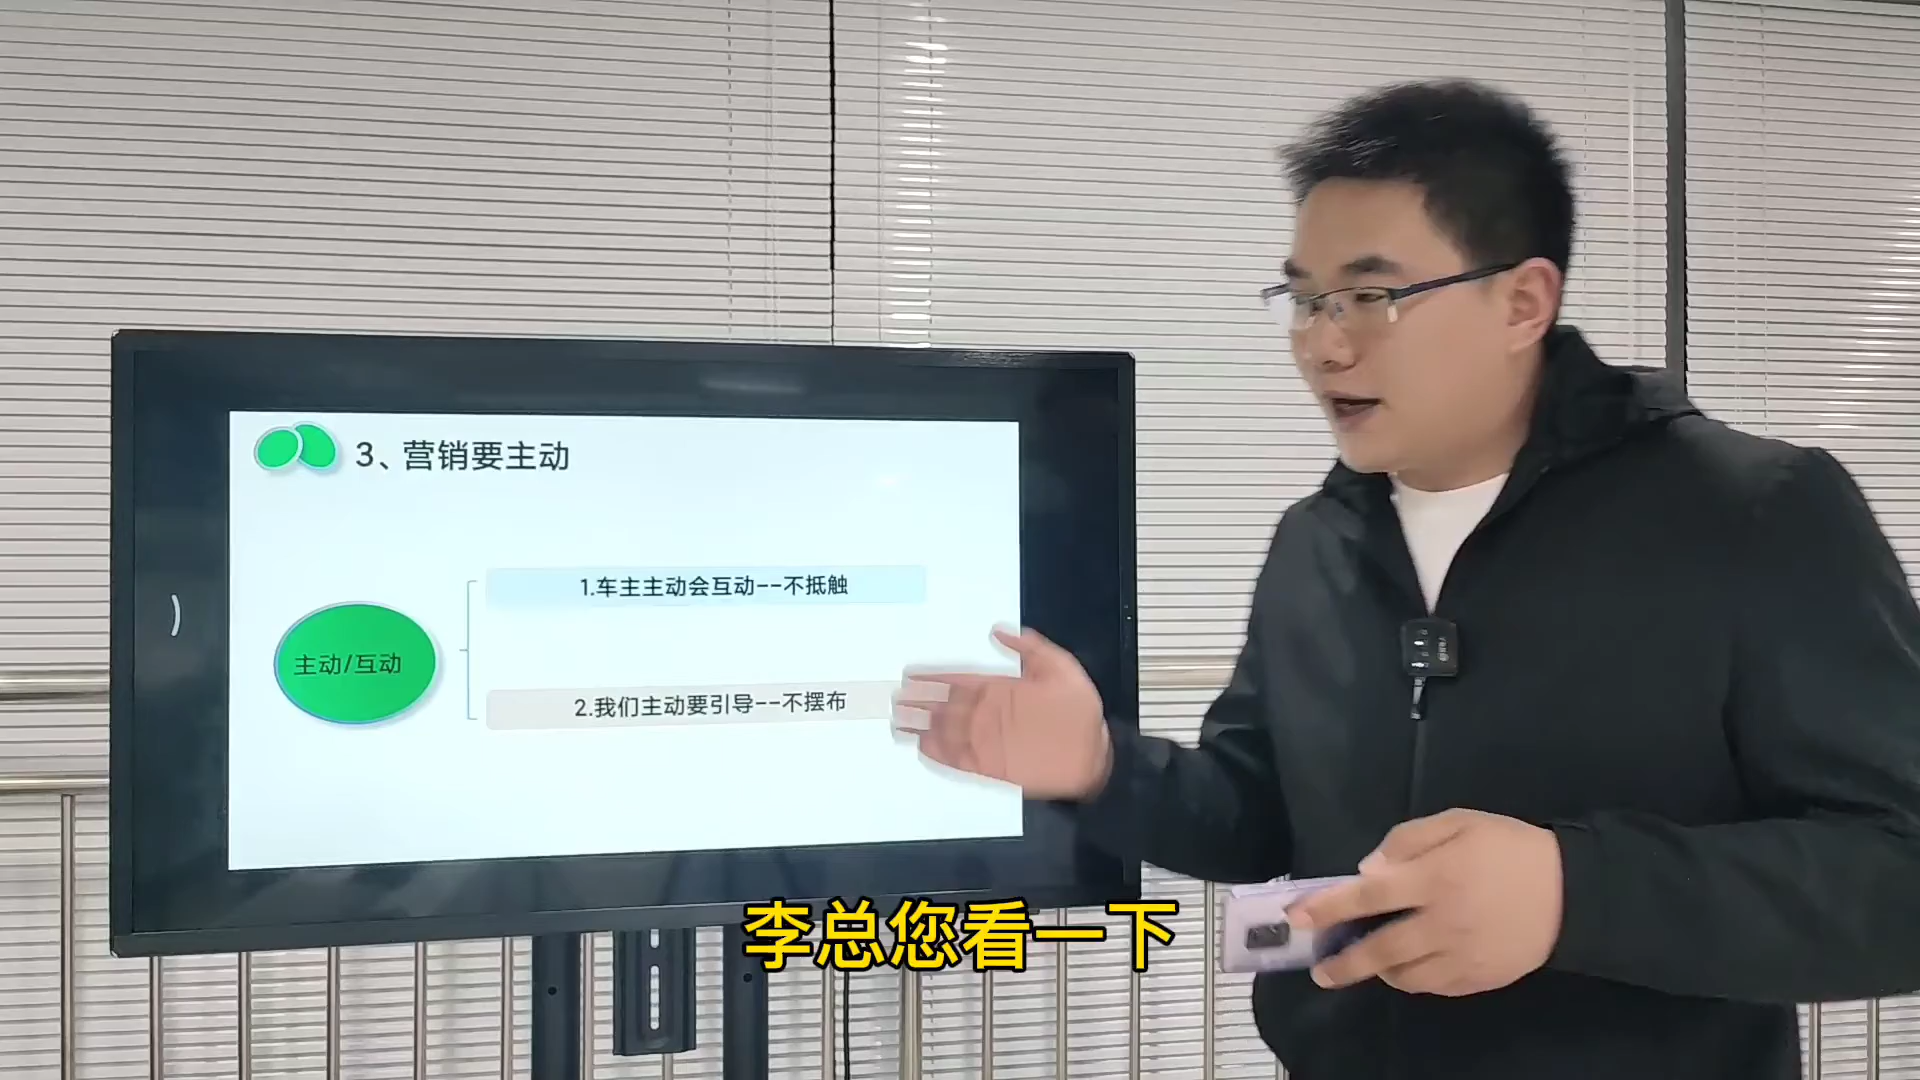 3、营销要主动
1.车主主动会互动--不抵触
主动/互动
2.我们主动要引导--不摆布
李总您看一下